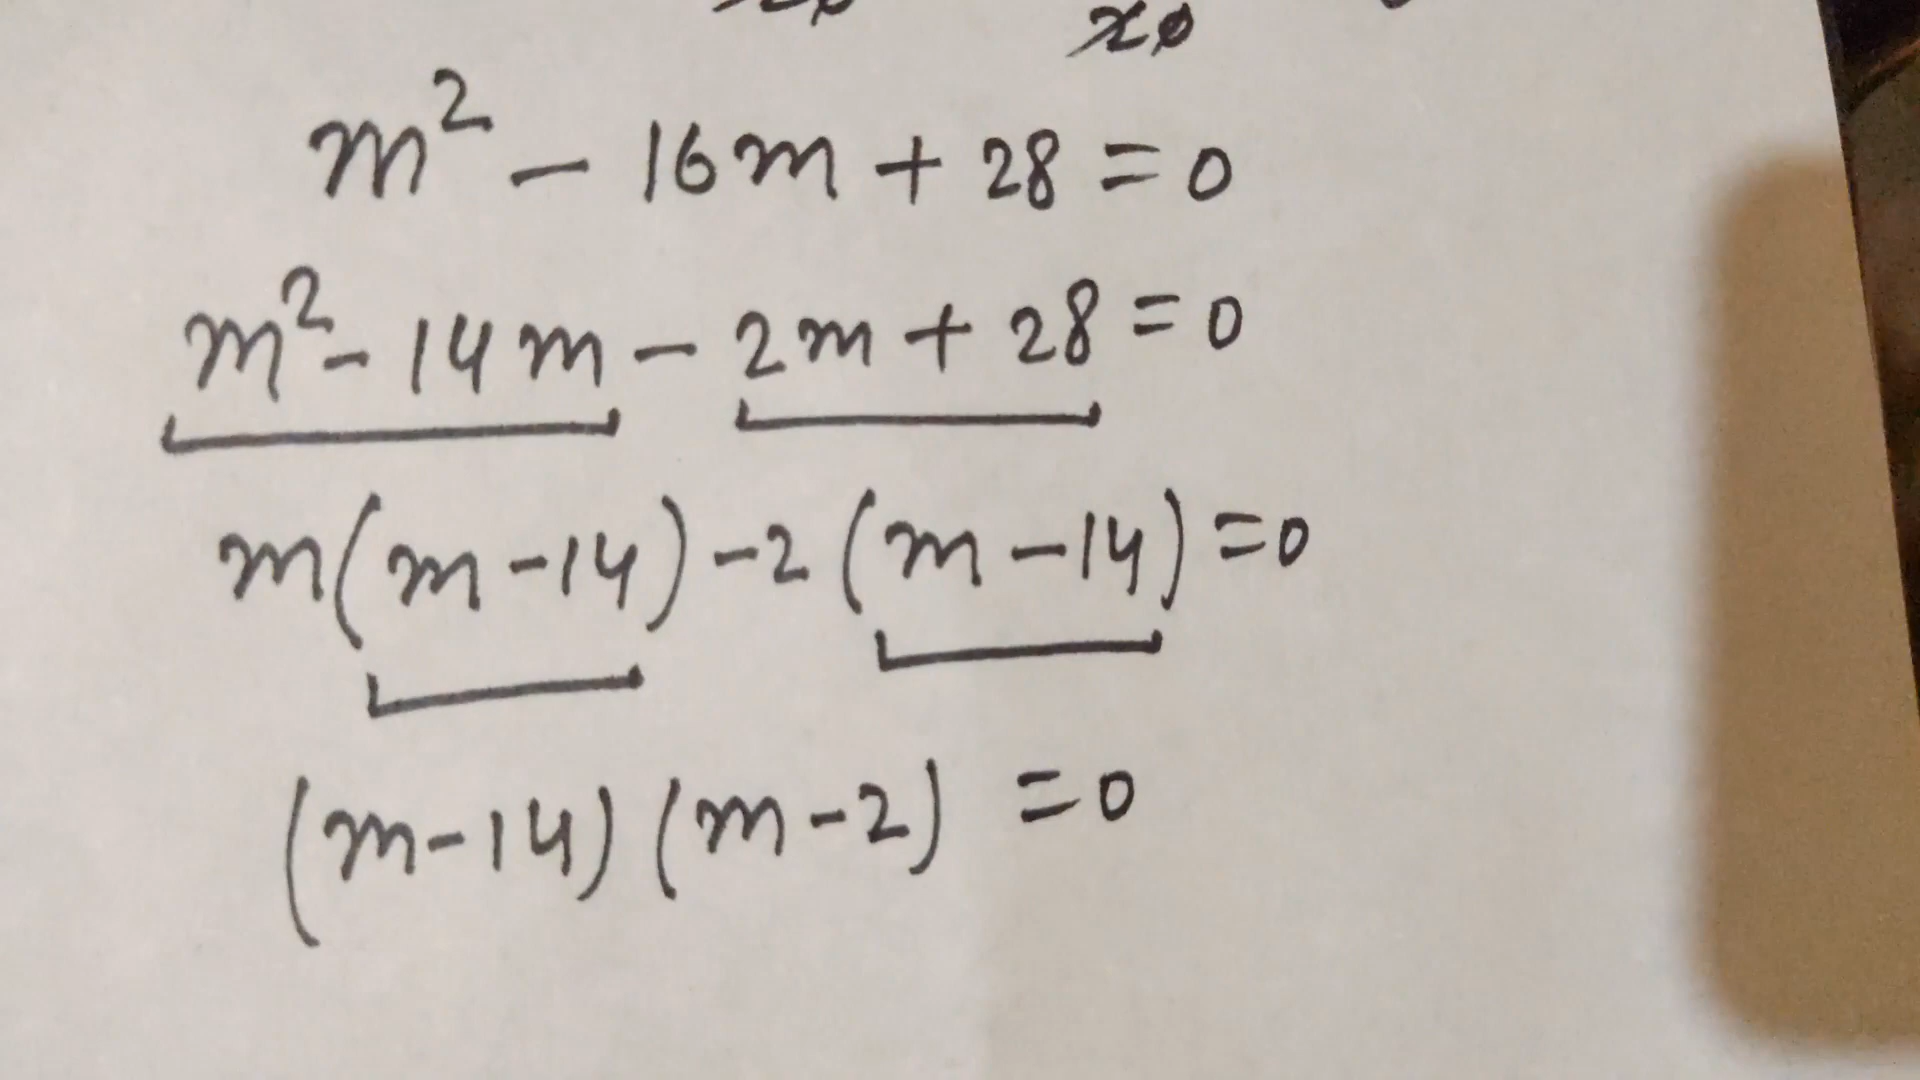 m² - 16m + 28 = 0
m² - 14m - 2m + 28 = 0
m(m - 14) - 2(m - 14) = 0
(m - 14)(m - 2) = 0